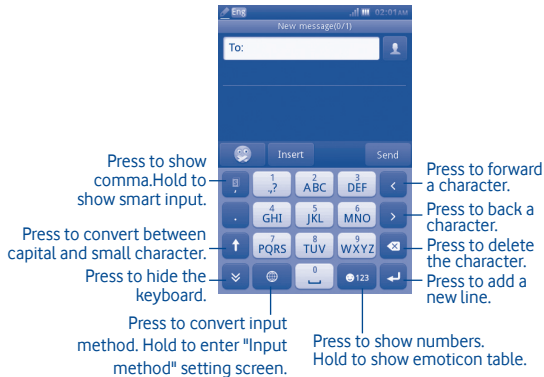 Eng 02:01AM
New message(0/1)
To:
Insert Send
Press to show
comma.Hold to
show smart input.
Press to convert between
capital and small character.
Press to hide the
keyboard.
Press to convert input
method. Hold to enter "Input
method" setting screen.
,
1 .,?
2 ABC
3 DEF
<
.
4 GHI
5 JKL
6 MNO
>
7 PQRS
8 TUV
9 WXYZ
0
123
Press to forward
a character.
Press to back a
character.
Press to delete
the character.
Press to add a
new line.
Press to show numbers.
Hold to show emoticon table.